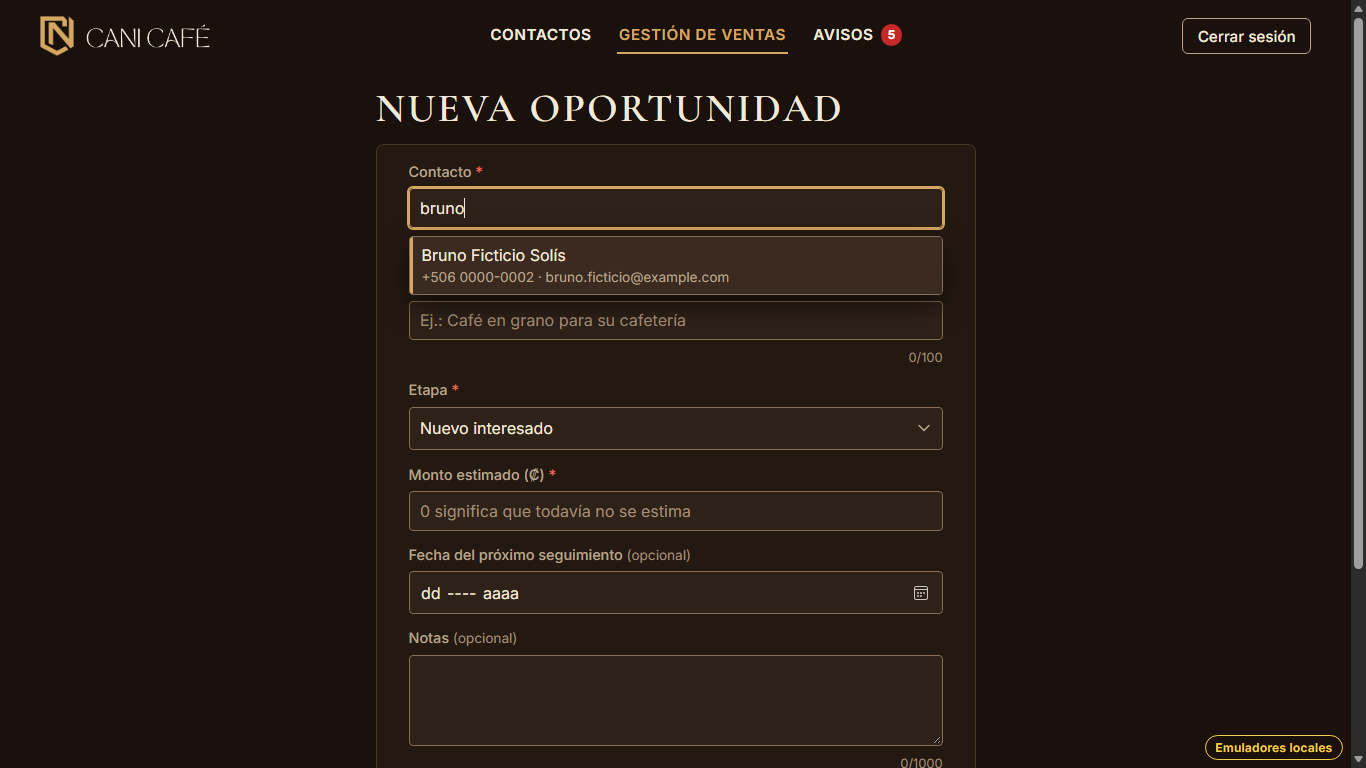 CANI CAFÉ
CONTACTOS
GESTIÓN DE VENTAS
AVISOS 5
Cerrar sesión
NUEVA OPORTUNIDAD
Contacto *
bruno
Bruno Ficticio Solís
+506 0000-0002 · bruno.ficticio@example.com
Ej.: Café en grano para su cafetería
0/100
Etapa *
Nuevo interesado
Monto estimado (₡) *
0 significa que todavía no se estima
Fecha del próximo seguimiento (opcional)
dd ---- aaaa
Notas (opcional)
0/1000
Emuladores locales